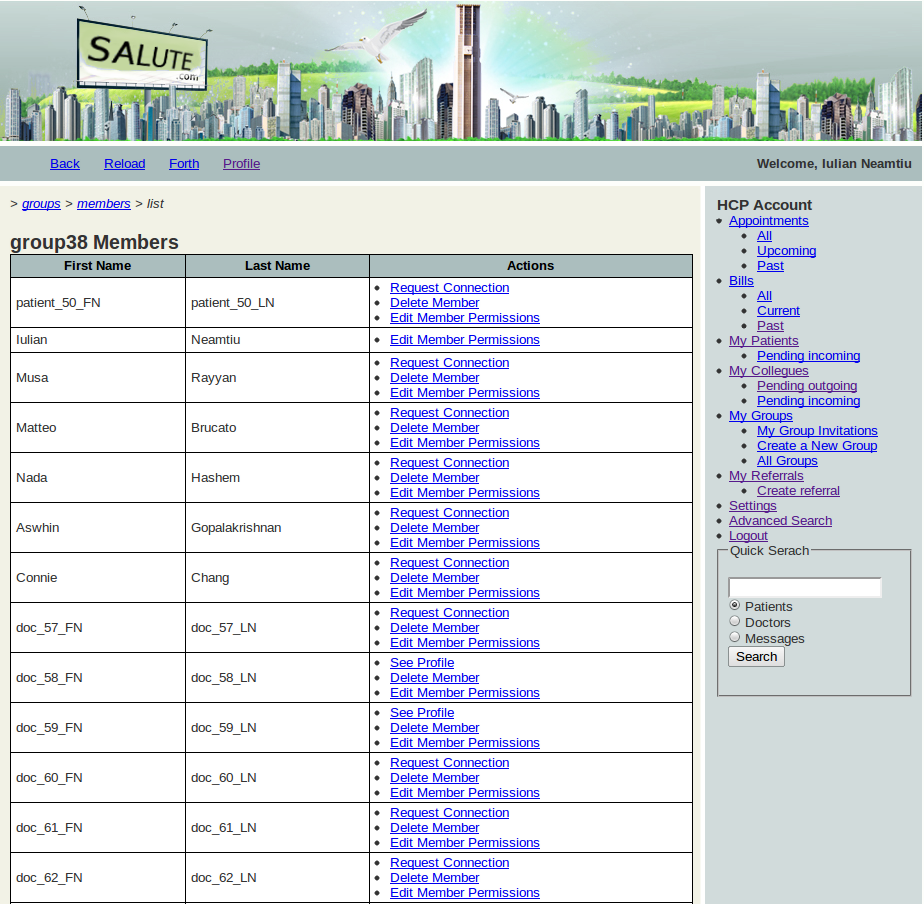 SALUTE
.com
Back Reload Forth Profile Welcome, Iulian Neamtiu
> groups > members > list
group38 Members
First Name Last Name Actions
patient_50_FN patient_50_LN Request Connection
Delete Member
Edit Member Permissions
Iulian Neamtiu Edit Member Permissions
Musa Rayyan Request Connection
Delete Member
Edit Member Permissions
Matteo Brucato Request Connection
Delete Member
Edit Member Permissions
Nada Hashem Request Connection
Delete Member
Edit Member Permissions
Aswhin Gopalakrishnan Request Connection
Delete Member
Edit Member Permissions
Connie Chang Request Connection
Delete Member
Edit Member Permissions
doc_57_FN doc_57_LN Request Connection
Delete Member
Edit Member Permissions
doc_58_FN doc_58_LN See Profile
Delete Member
Edit Member Permissions
doc_59_FN doc_59_LN See Profile
Delete Member
Edit Member Permissions
doc_60_FN doc_60_LN Request Connection
Delete Member
Edit Member Permissions
doc_61_FN doc_61_LN Request Connection
Delete Member
Edit Member Permissions
doc_62_FN doc_62_LN Request Connection
Delete Member
Edit Member Permissions
HCP Account
Appointments
All
Upcoming
Past
Bills
All
Current
Past
My Patients
Pending incoming
My Collegues
Pending outgoing
Pending incoming
My Groups
My Group Invitations
Create a New Group
All Groups
My Referrals
Create referral
Settings
Advanced Search
Logout
Quick Serach
Patients
Doctors
Messages
Search